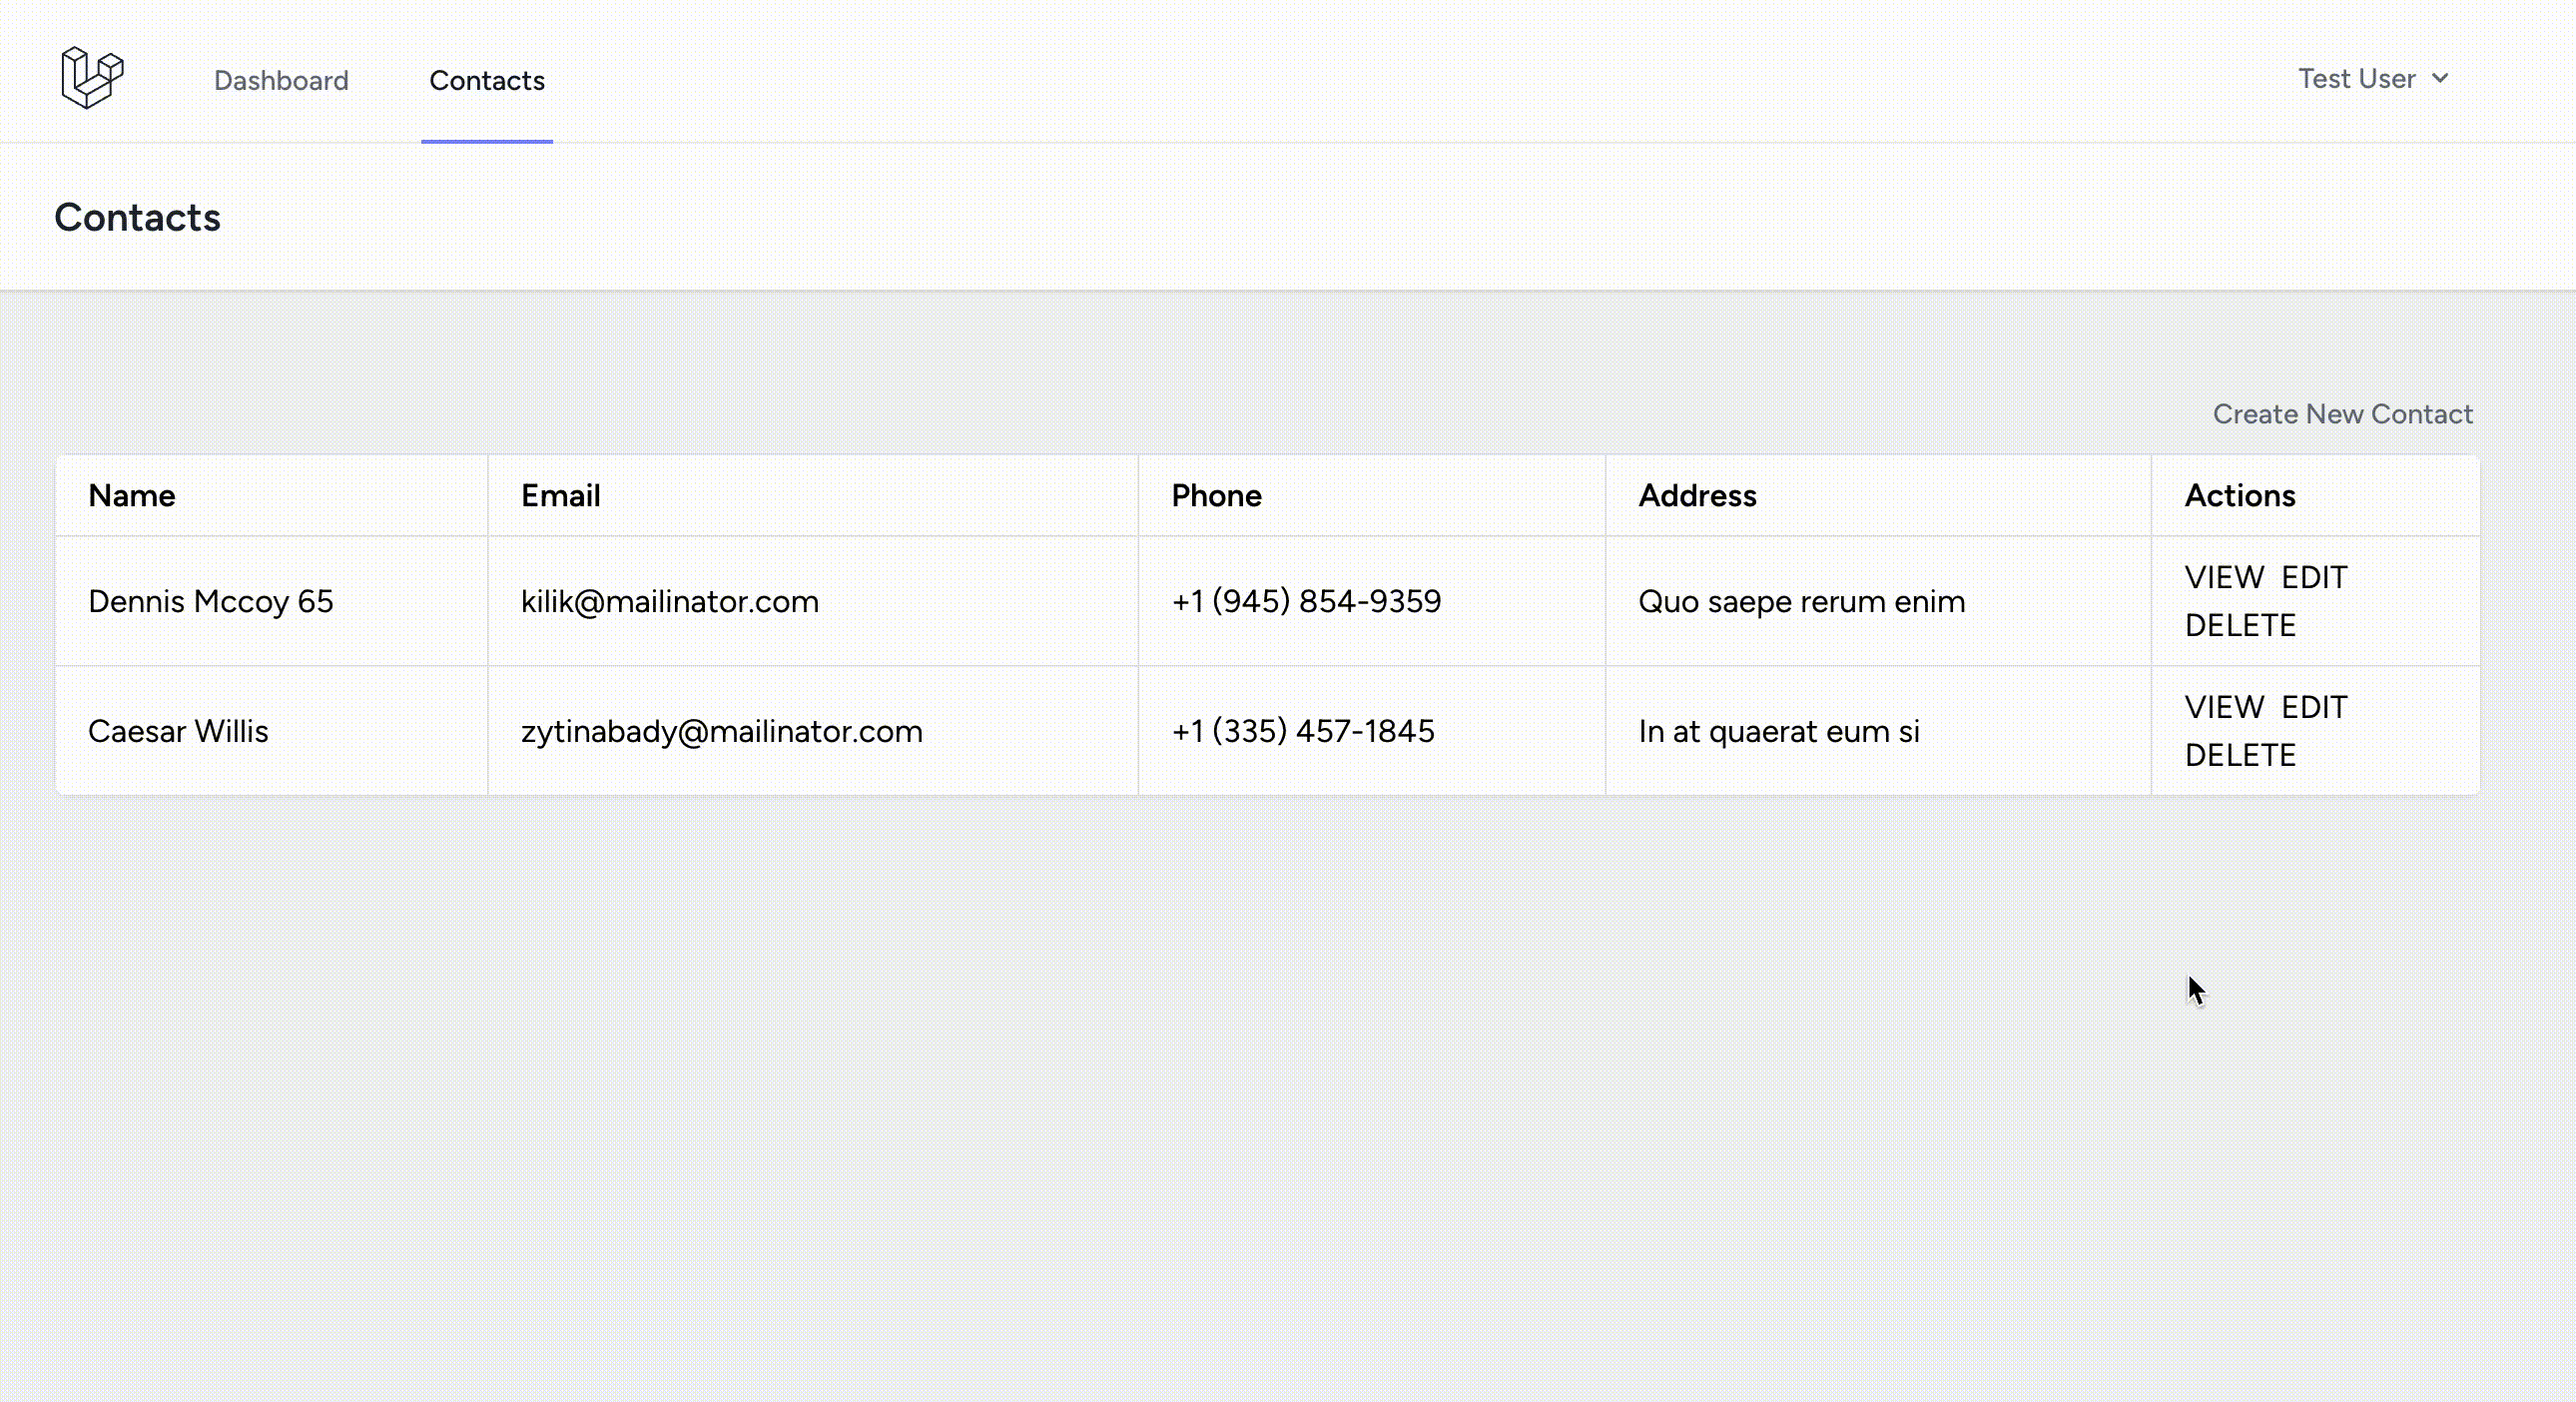 Dashboard Contacts Test User
Contacts
Create New Contact
Name Email Phone Address Actions
Dennis Mccoy 65 kilik@mailinator.com +1 (945) 854-9359 Quo saepe rerum enim VIEW EDIT
DELETE
Caesar Willis zytinabady@mailinator.com +1 (335) 457-1845 In at quaerat eum si VIEW EDIT
DELETE